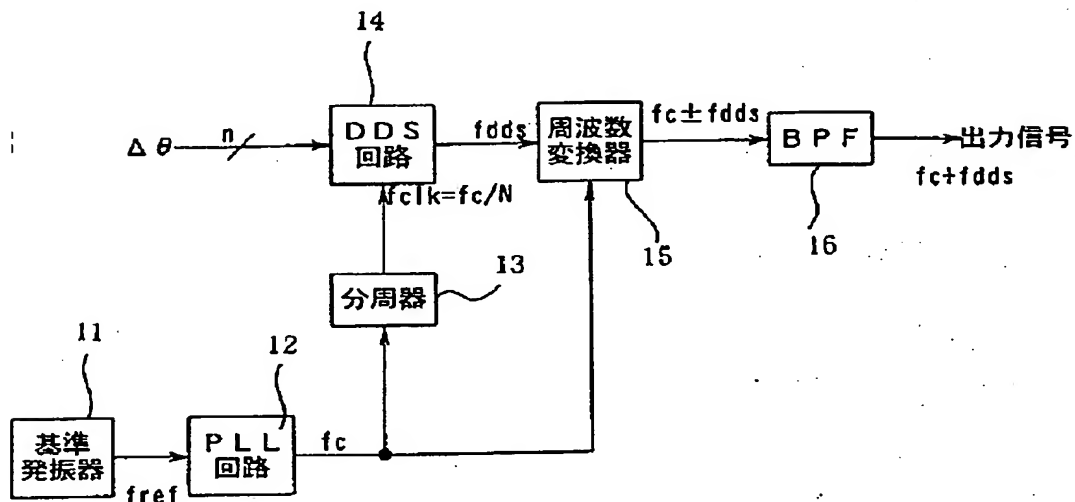 14
Δθ
n
DDS
回路
fdds
周波数
変換器
fc±fdds
BPF
出力信号
fc+fdds
fclk=fc/N
15
16
13
分周器
11
12
基準
発振器
fref
PLL
回路
fc